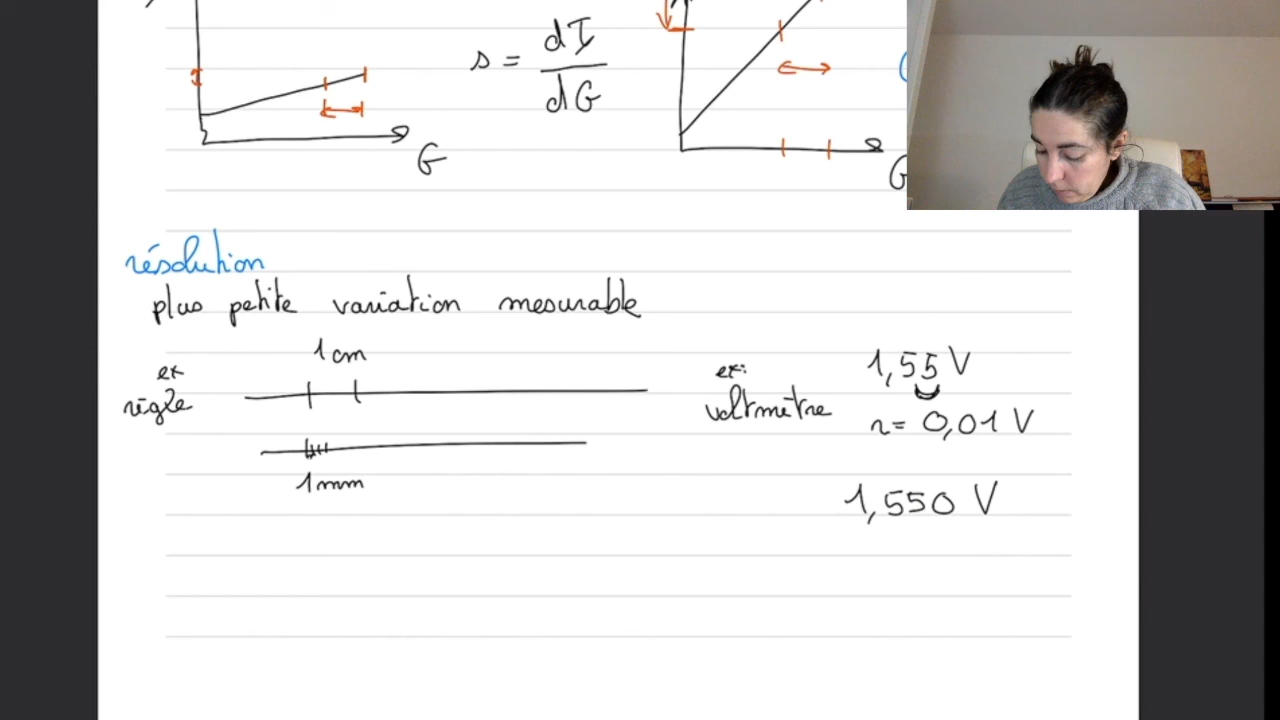 s = dI / dG
G
G
résolution
plus petite variation mesurable
1 cm
ex
règle
1 mm
ex:
voltmètre
1,55 V
r = 0,01 V
1,550 V